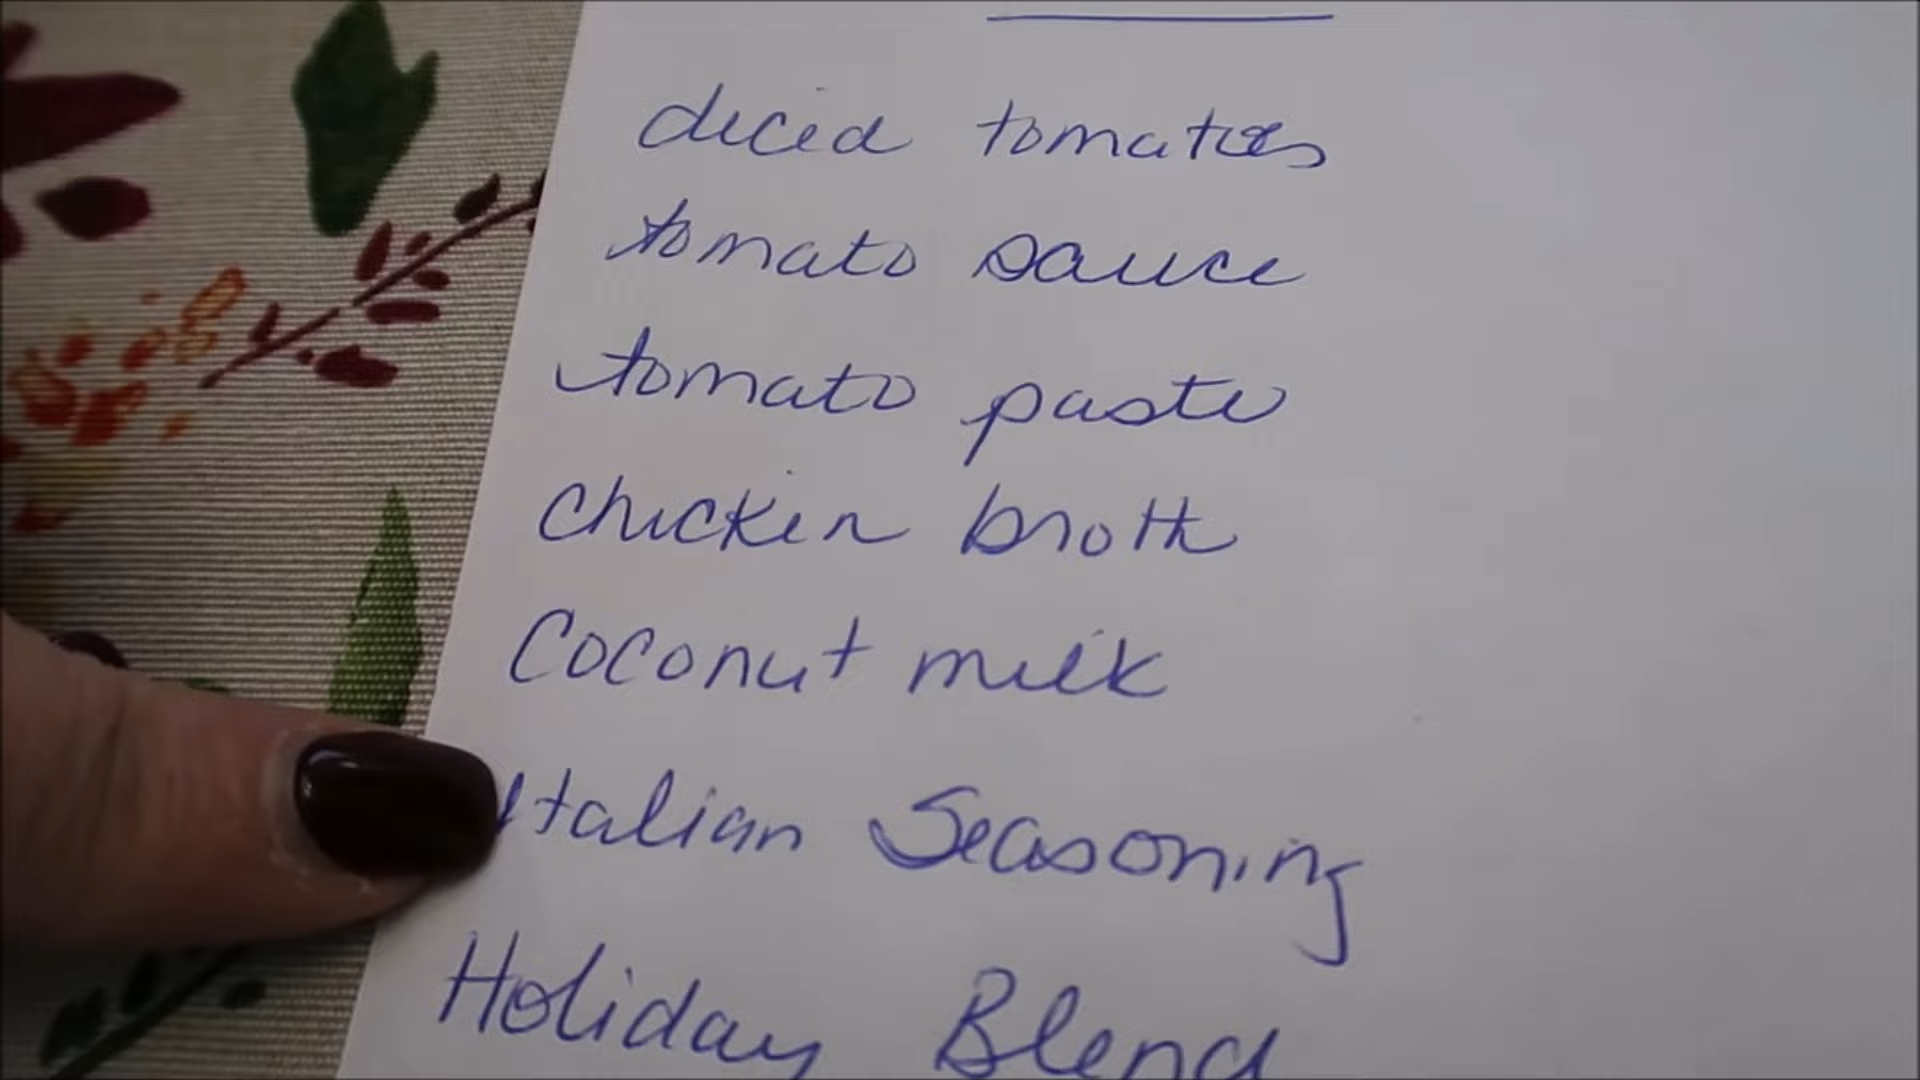 diced tomatoes
tomato sauce
tomato paste
chicken broth
Coconut milk
Italian Seasoning
Holiday Blend